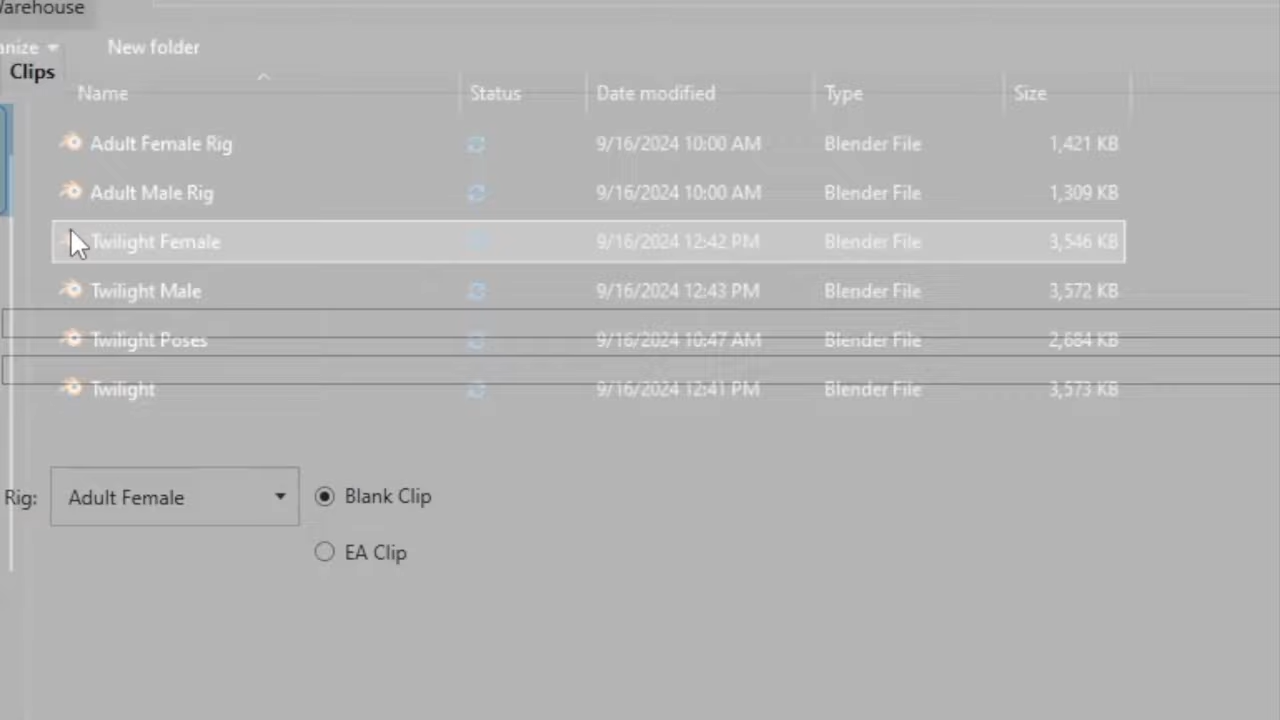 Warehouse
anize New folder
Clips
Name Status Date modified Type Size
Adult Female Rig 9/16/2024 10:00 AM Blender File 1,421 KB
Adult Male Rig 9/16/2024 10:00 AM Blender File 1,309 KB
Twilight Female 9/16/2024 12:42 PM Blender File 3,546 KB
Twilight Male 9/16/2024 12:43 PM Blender File 3,572 KB
Twilight Poses 9/16/2024 10:47 AM Blender File 2,684 KB
Twilight 9/16/2024 12:41 PM Blender File 3,573 KB
Rig: Adult Female Blank Clip
EA Clip